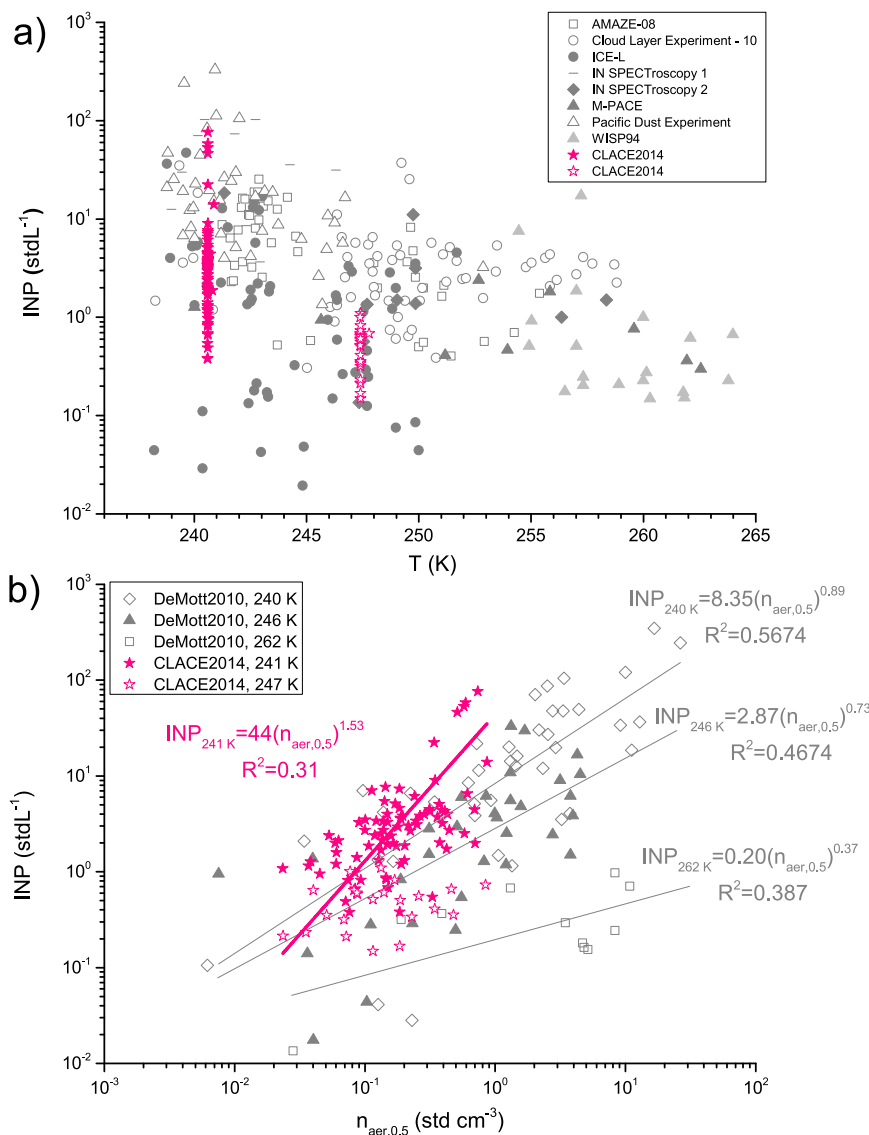 a)
INP (stdL⁻¹)
10³
10²
10¹
10⁰
10⁻¹
10⁻²
AMAZE-08
Cloud Layer Experiment - 10
ICE-L
IN SPECTroscopy 1
IN SPECTroscopy 2
M-PACE
Pacific Dust Experiment
WISP94
CLACE2014
CLACE2014
240 245 250 255 260 265
T (K)
b)
INP (stdL⁻¹)
10³
10²
10¹
10⁰
10⁻¹
10⁻²
DeMott2010, 240 K
DeMott2010, 246 K
DeMott2010, 262 K
CLACE2014, 241 K
CLACE2014, 247 K
INP₂₄₀ K=8.35(nₐₑᵣ,₀.₅)⁰·⁸⁹
R²=0.5674
INP₂₄₁ K=44(nₐₑᵣ,₀.₅)¹·⁵³
R²=0.31
INP₂₄₆ K=2.87(nₐₑᵣ,₀.₅)⁰·⁷³
R²=0.4674
INP₂₆₂ K=0.20(nₐₑᵣ,₀.₅)⁰·³⁷
R²=0.387
10⁻³ 10⁻² 10⁻¹ 10⁰ 10¹ 10²
nₐₑᵣ,₀.₅ (std cm⁻³)